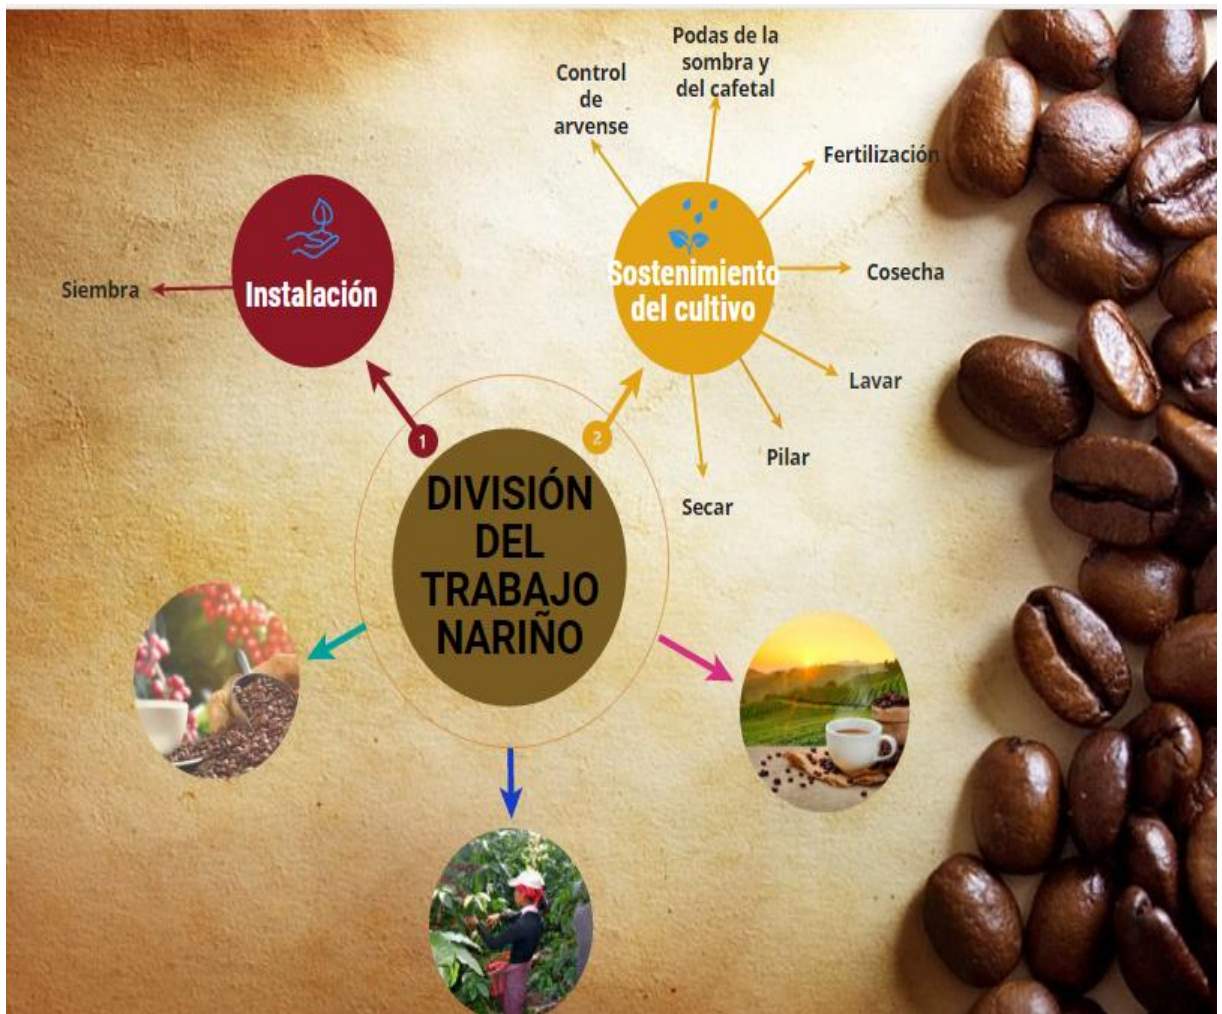 Podas de la
sombra y
del cafetal
Control
de
arvense
Fertilización
Siembra
Instalación
Sostenimiento
del cultivo
Cosecha
Lavar
Pilar
Secar
1
2
DIVISIÓN
DEL
TRABAJO
NARIÑO